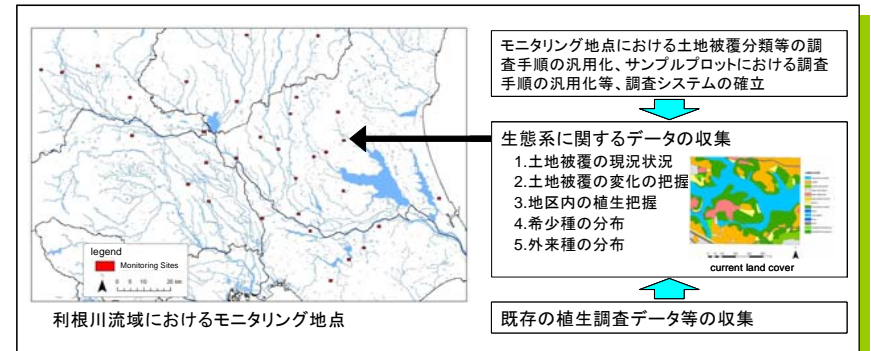 legend
Monitoring Sites
0 5 10 20 km
利根川流域におけるモニタリング地点
モニタリング地点における土地被覆分類等の調
査手順の汎用化、サンプルプロットにおける調査
手順の汎用化等、調査システムの確立
生態系に関するデータの収集
1.土地被覆の現況状況
2.土地被覆の変化の把握
3.地区内の植生把握
4.希少種の分布
5.外来種の分布
current land cover
既存の植生調査データ等の収集